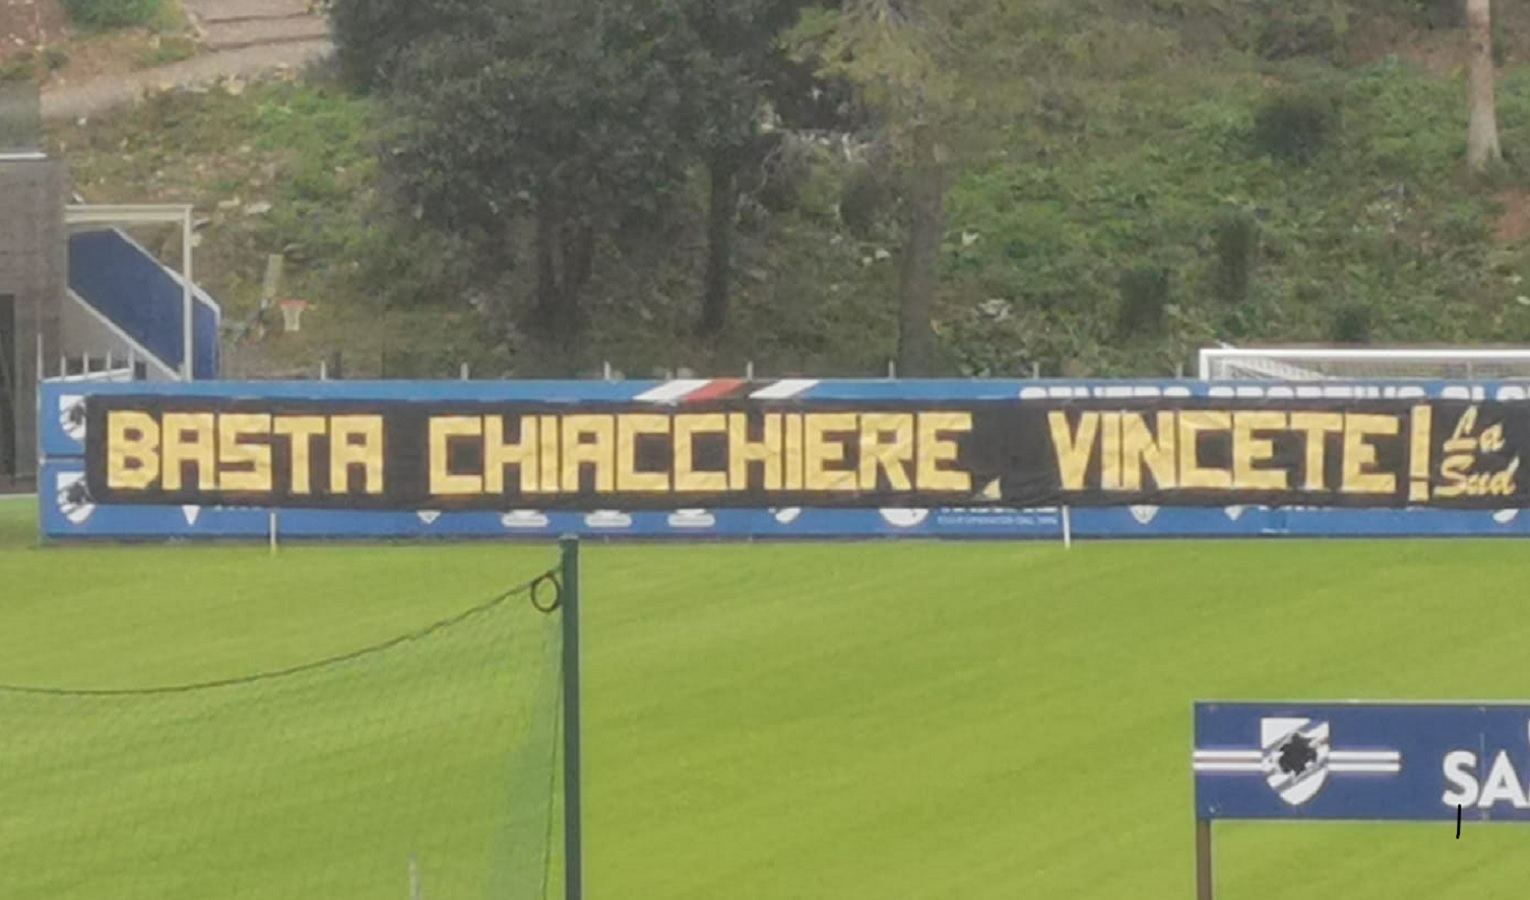 BASTA CHIACCHIERE, VINCETE!
La
Sud
SA